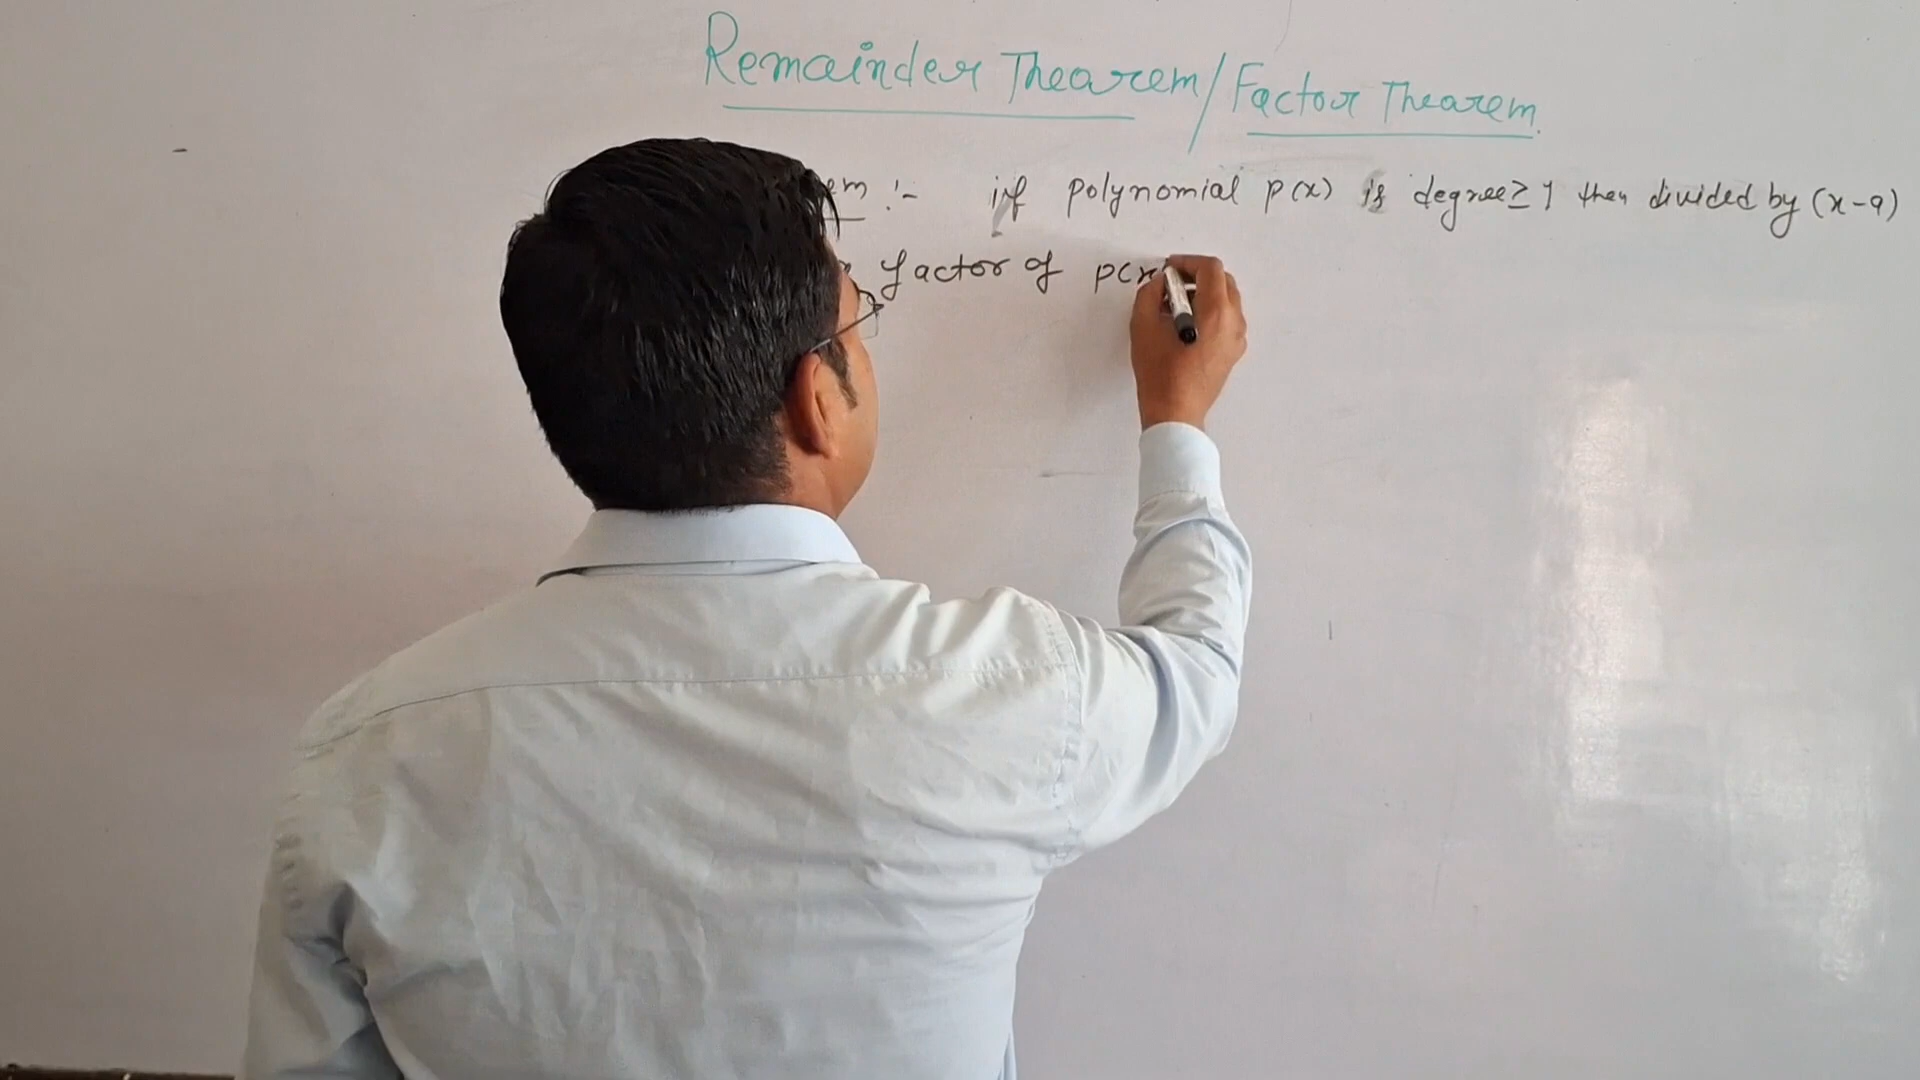 Remainder Thearem/Factor Thearem.
em :- if polynomial p(x) is degree ≥ 1 then divided by (x-a)
factor of p(x